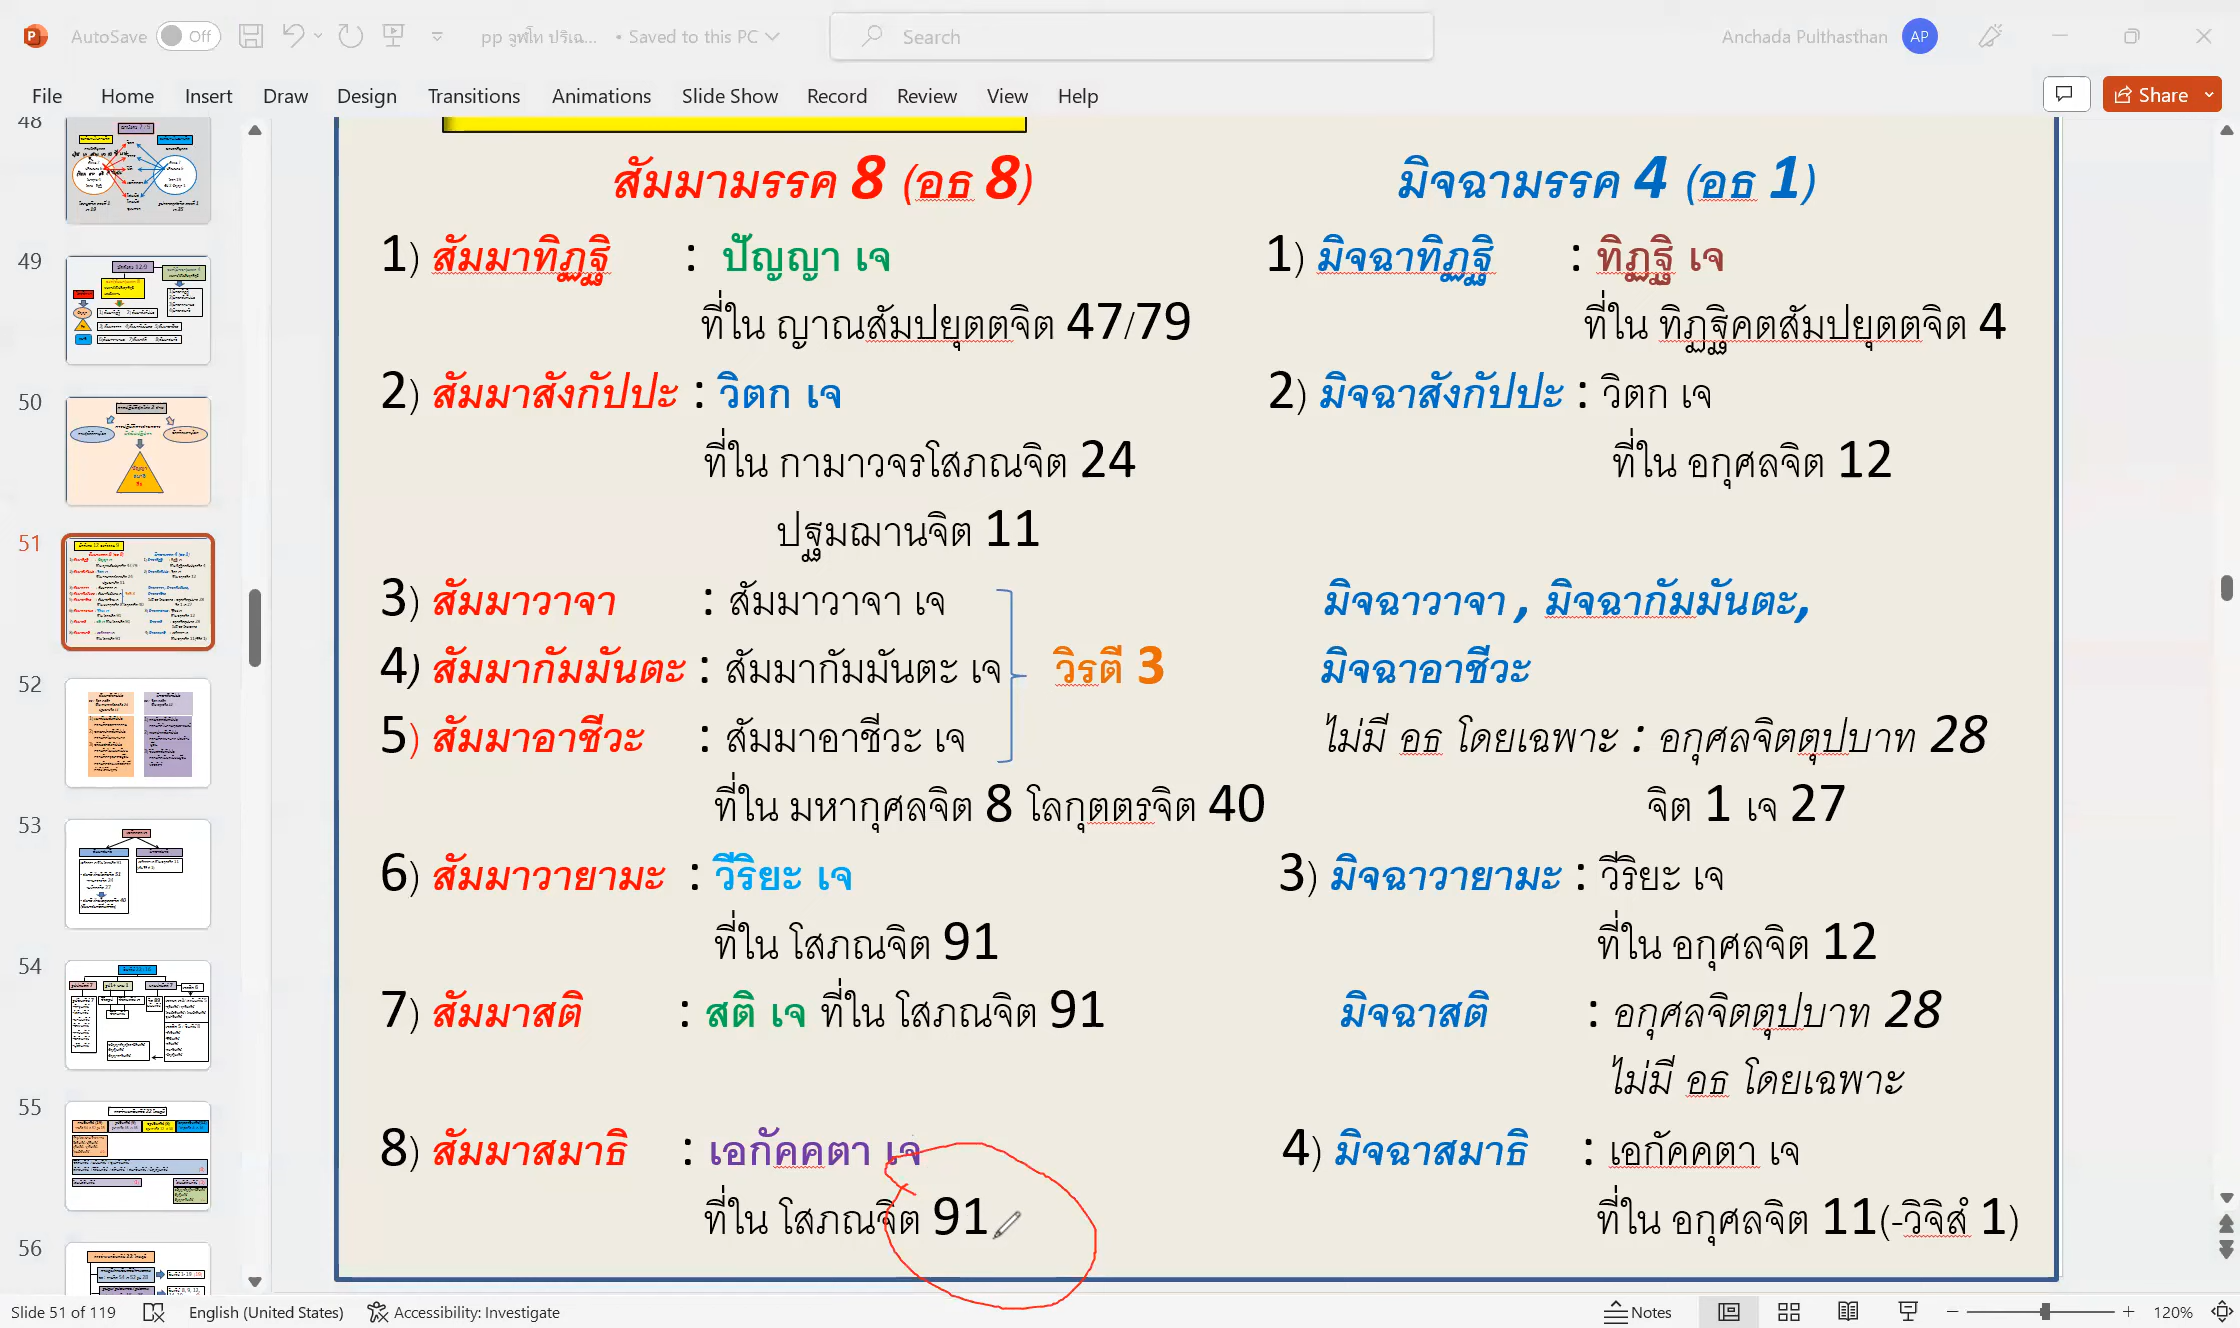 AutoSave Off pp จูฬโท ปริเฉ... • Saved to this PC Search Anchada Pulthasthan AP
File Home Insert Draw Design Transitions Animations Slide Show Record Review View Help Share
48
49
50
51
52
53
54
55
56
สัมมามรรค 8 (อธ 8)
1) สัมมาทิฏฐิ : ปัญญา เจ
ที่ใน ญาณสัมปยุตตจิต 47/79
2) สัมมาสังกัปปะ : วิตก เจ
ที่ใน กามาวจรโสภณจิต 24
ปฐมฌานจิต 11
3) สัมมาวาจา : สัมมาวาจา เจ
4) สัมมากัมมันตะ : สัมมากัมมันตะ เจ วิรตี 3
5) สัมมาอาชีวะ : สัมมาอาชีวะ เจ
ที่ใน มหากุศลจิต 8 โลกุตตรจิต 40
6) สัมมาวายามะ : วีริยะ เจ
ที่ใน โสภณจิต 91
7) สัมมาสติ : สติ เจ ที่ใน โสภณจิต 91
8) สัมมาสมาธิ : เอกัคคตา เจ
ที่ใน โสภณจิต 91
มิจฉามรรค 4 (อธ 1)
1) มิจฉาทิฏฐิ : ทิฏฐิ เจ
ที่ใน ทิฏฐิคตสัมปยุตตจิต 4
2) มิจฉาสังกัปปะ : วิตก เจ
ที่ใน อกุศลจิต 12
มิจฉาวาจา , มิจฉากัมมันตะ,
มิจฉาอาชีวะ
ไม่มี อธ โดยเฉพาะ : อกุศลจิตตุปบาท 28
จิต 1 เจ 27
3) มิจฉาวายามะ : วีริยะ เจ
ที่ใน อกุศลจิต 12
มิจฉาสติ : อกุศลจิตตุปบาท 28
ไม่มี อธ โดยเฉพาะ
4) มิจฉาสมาธิ : เอกัคคตา เจ
ที่ใน อกุศลจิต 11(-วิจิสํ 1)
Slide 51 of 119 English (United States) Accessibility: Investigate Notes 120%